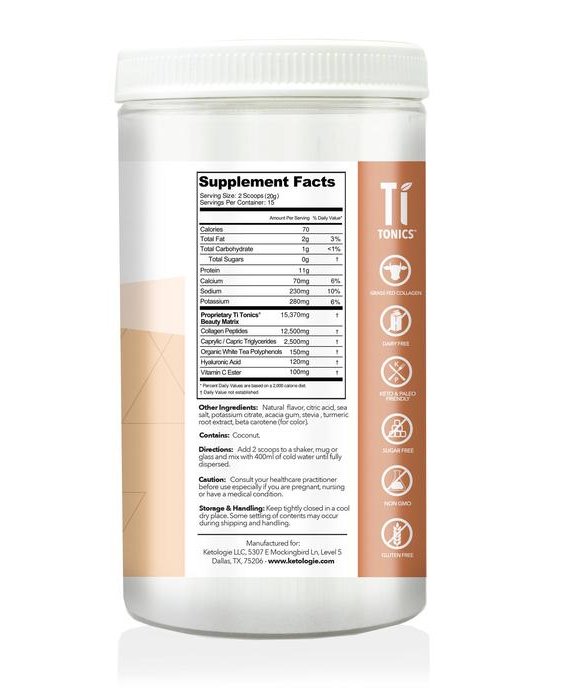 Supplement Facts
Serving Size: 2 Scoops (20g)
Servings Per Container: 15
Amount Per Serving % Daily Value*
Calories 70
Total Fat 2g 3%
Total Carbohydrate 1g <1%
Total Sugars 0g †
Protein 11g
Calcium 70mg 6%
Sodium 230mg 10%
Potassium 280mg 6%
Proprietary Ti Tonics® 15,370mg †
Beauty Matrix
Collagen Peptides 12,500mg †
Caprylic / Capric Triglycerides 2,500mg †
Organic White Tea Polyphenols 150mg †
Hyaluronic Acid 120mg †
Vitamin C Ester 100mg †
* Percent Daily Values are based on a 2,000 calorie diet
† Daily Value not established
Other Ingredients: Natural flavor, citric acid, sea
salt, potassium citrate, acacia gum, stevia , turmeric
root extract, beta carotene (for color).
Contains: Coconut.
Directions: Add 2 scoops to a shaker, mug or
glass and mix with 400ml of cold water until fully
dispersed.
Caution: Consult your healthcare practitioner
before use especially if you are pregnant, nursing
or have a medical condition.
Storage & Handling: Keep tightly closed in a cool
dry place. Some settling of contents may occur
during shipping and handling.
Manufactured for:
Ketologie LLC, 5307 E Mockingbird Ln, Level 5
Dallas, TX, 75206 - www.ketologie.com
Ti
TONICS™
GRASS FED COLLAGEN
DAIRY FREE
K
P
KETO & PALEO
FRIENDLY
SUGAR FREE
NON GMO
GLUTEN FREE